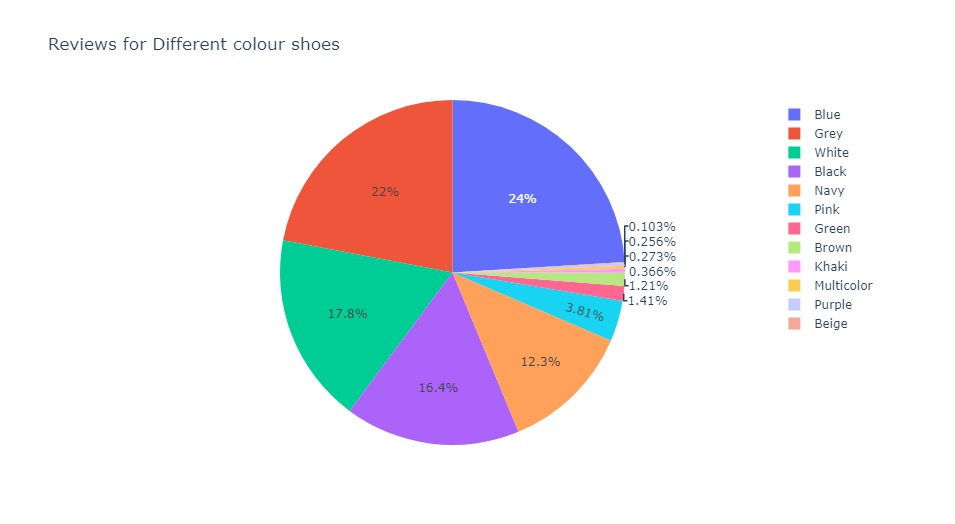 Reviews for Different colour shoes
24%
22%
17.8%
16.4%
12.3%
3.81%
0.103%
0.256%
0.273%
0.366%
1.21%
1.41%
Blue
Grey
White
Black
Navy
Pink
Green
Brown
Khaki
Multicolor
Purple
Beige